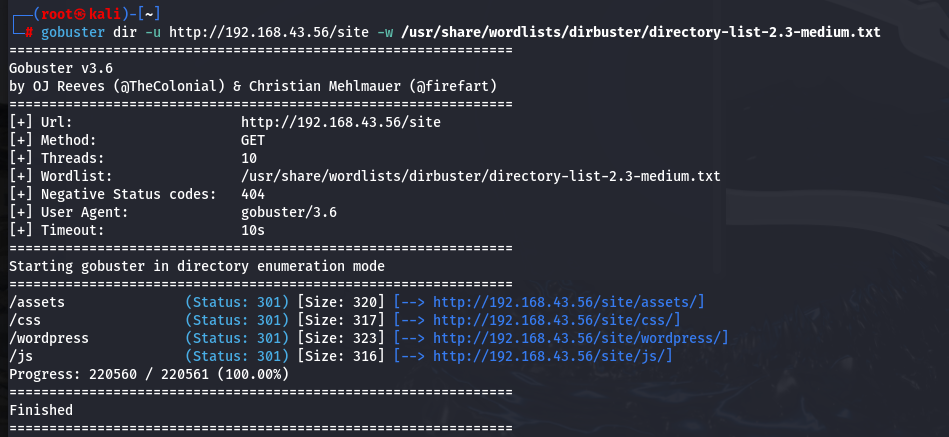 ┌──(root㉿kali)-[~]
└─# gobuster dir -u http://192.168.43.56/site -w /usr/share/wordlists/dirbuster/directory-list-2.3-medium.txt
===============================================================
Gobuster v3.6
by OJ Reeves (@TheColonial) & Christian Mehlmauer (@firefart)
===============================================================
[+] Url:                     http://192.168.43.56/site
[+] Method:                  GET
[+] Threads:                 10
[+] Wordlist:                /usr/share/wordlists/dirbuster/directory-list-2.3-medium.txt
[+] Negative Status codes:   404
[+] User Agent:              gobuster/3.6
[+] Timeout:                 10s
===============================================================
Starting gobuster in directory enumeration mode
===============================================================
/assets               (Status: 301) [Size: 320] [--> http://192.168.43.56/site/assets/]
/css                  (Status: 301) [Size: 317] [--> http://192.168.43.56/site/css/]
/wordpress            (Status: 301) [Size: 323] [--> http://192.168.43.56/site/wordpress/]
/js                   (Status: 301) [Size: 316] [--> http://192.168.43.56/site/js/]
Progress: 220560 / 220561 (100.00%)
===============================================================
Finished
===============================================================